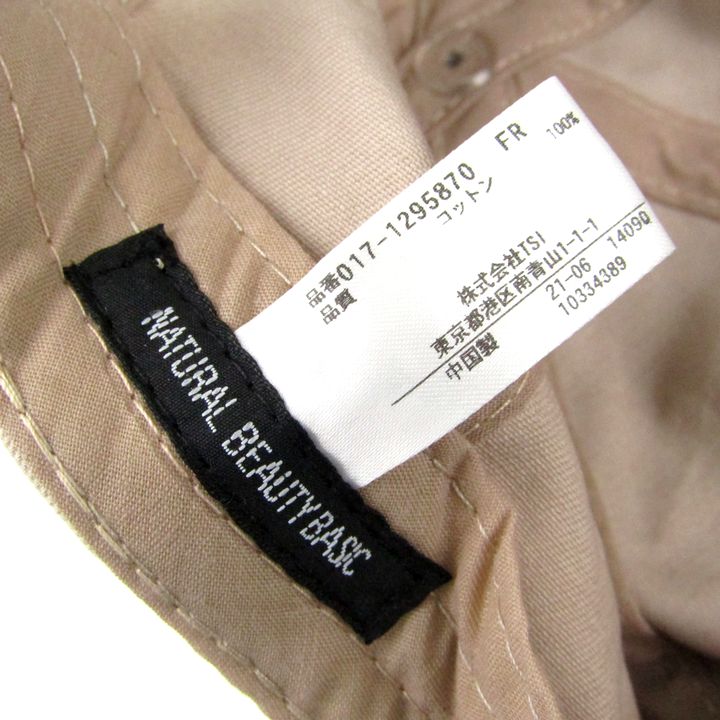 品番017-1295870 FR
品質 コットン 100%
株式会社TSI
東京都港区南青山1-1-1
21-06 14090
中国製 10334389
NATURAL BEAUTY BASIC